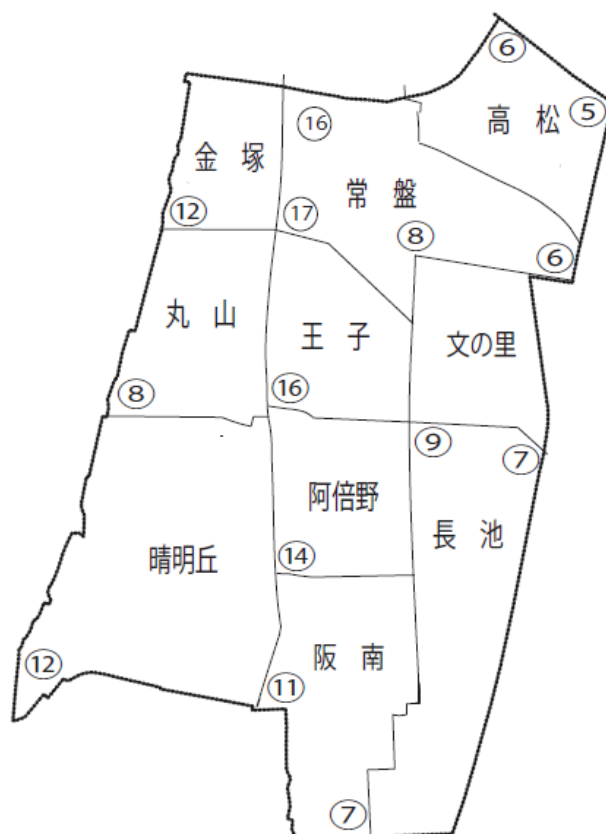 ⑥
⑤
高 松
⑯
金 塚
常 盤
⑫
⑰
⑧
⑥
丸 山
王 子
文の里
⑧
⑯
⑨
⑦
阿倍野
長 池
晴明丘
⑭
阪 南
⑫
⑪
⑦